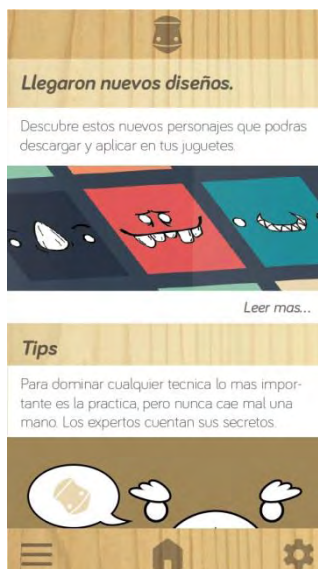 Llegaron nuevos diseños.
Descubre estos nuevos personajes que podras
descargar y aplicar en tus juguetes.
Leer mas...
Tips
Para dominar cualquier tecnica lo mas impor-
tante es la practica, pero nunca cae mal una
mano. Los expertos cuentan sus secretos.